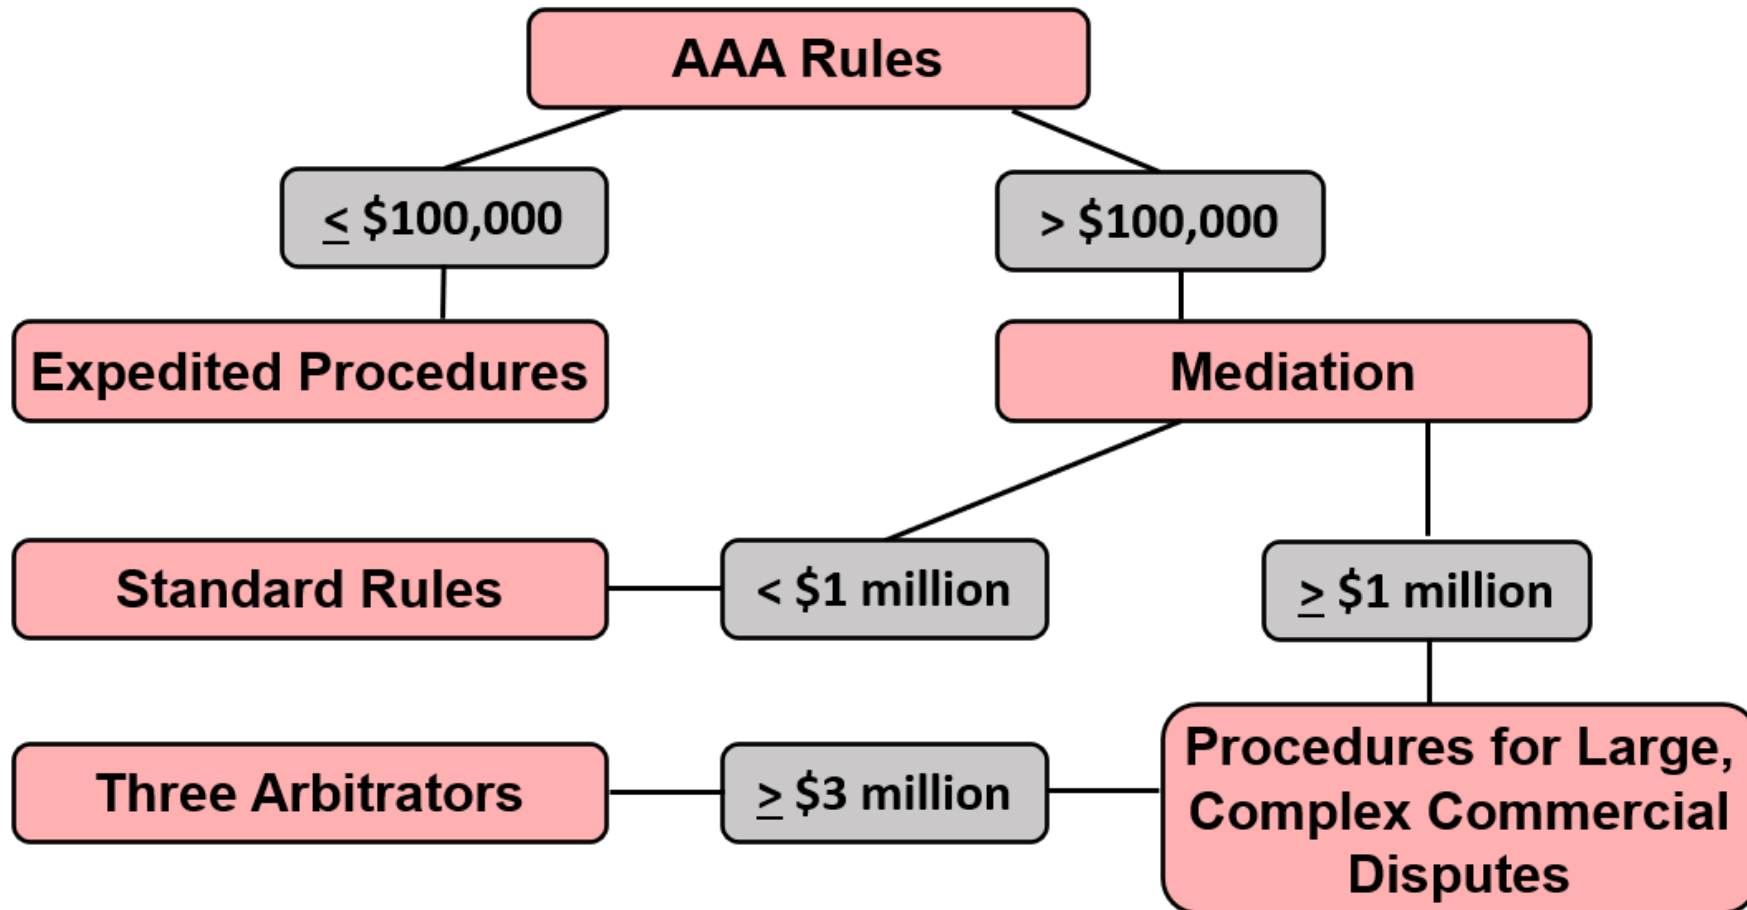 AAA Rules
≤ $100,000
> $100,000
Expedited Procedures
Mediation
Standard Rules
< $1 million
≥ $1 million
Three Arbitrators
≥ $3 million
Procedures for Large,
Complex Commercial
Disputes